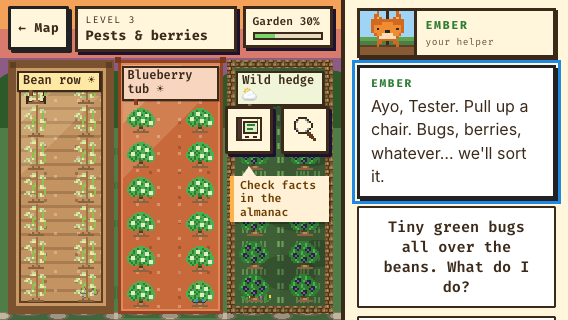 ← Map
LEVEL 3
Pests & berries
Garden 30%
Bean row ☀
Blueberry
tub ☀
Wild hedge
⛅
Check facts
in the
almanac
EMBER
your helper
EMBER
Ayo, Tester. Pull up a
chair. Bugs, berries,
whatever... we'll sort
it.
Tiny green bugs
all over the
beans. What do I
do?